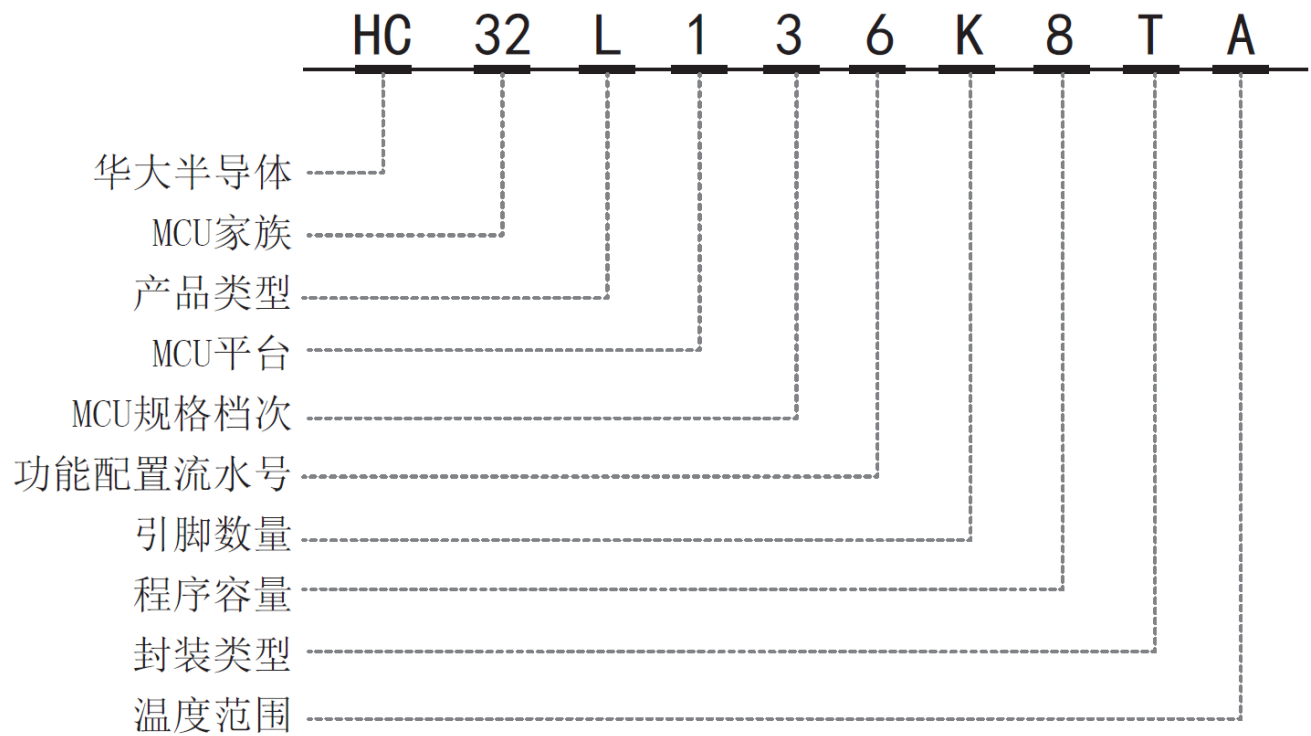 HC 32 L 1 3 6 K 8 T A
华大半导体
MCU家族
产品类型
MCU平台
MCU规格档次
功能配置流水号
引脚数量
程序容量
封装类型
温度范围